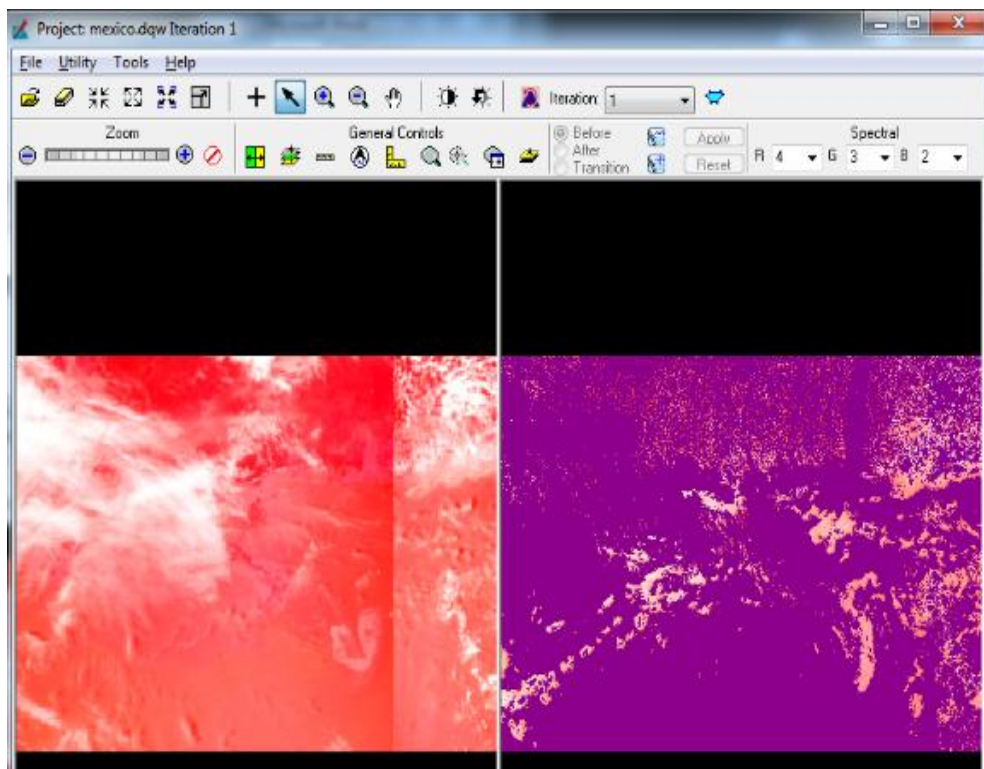 Project: mexico.dqw Iteration 1
File Utility Tools Help
Iteration: 1
Zoom General Controls Before After Transition Apply Reset Spectral
R 4 G 3 B 2